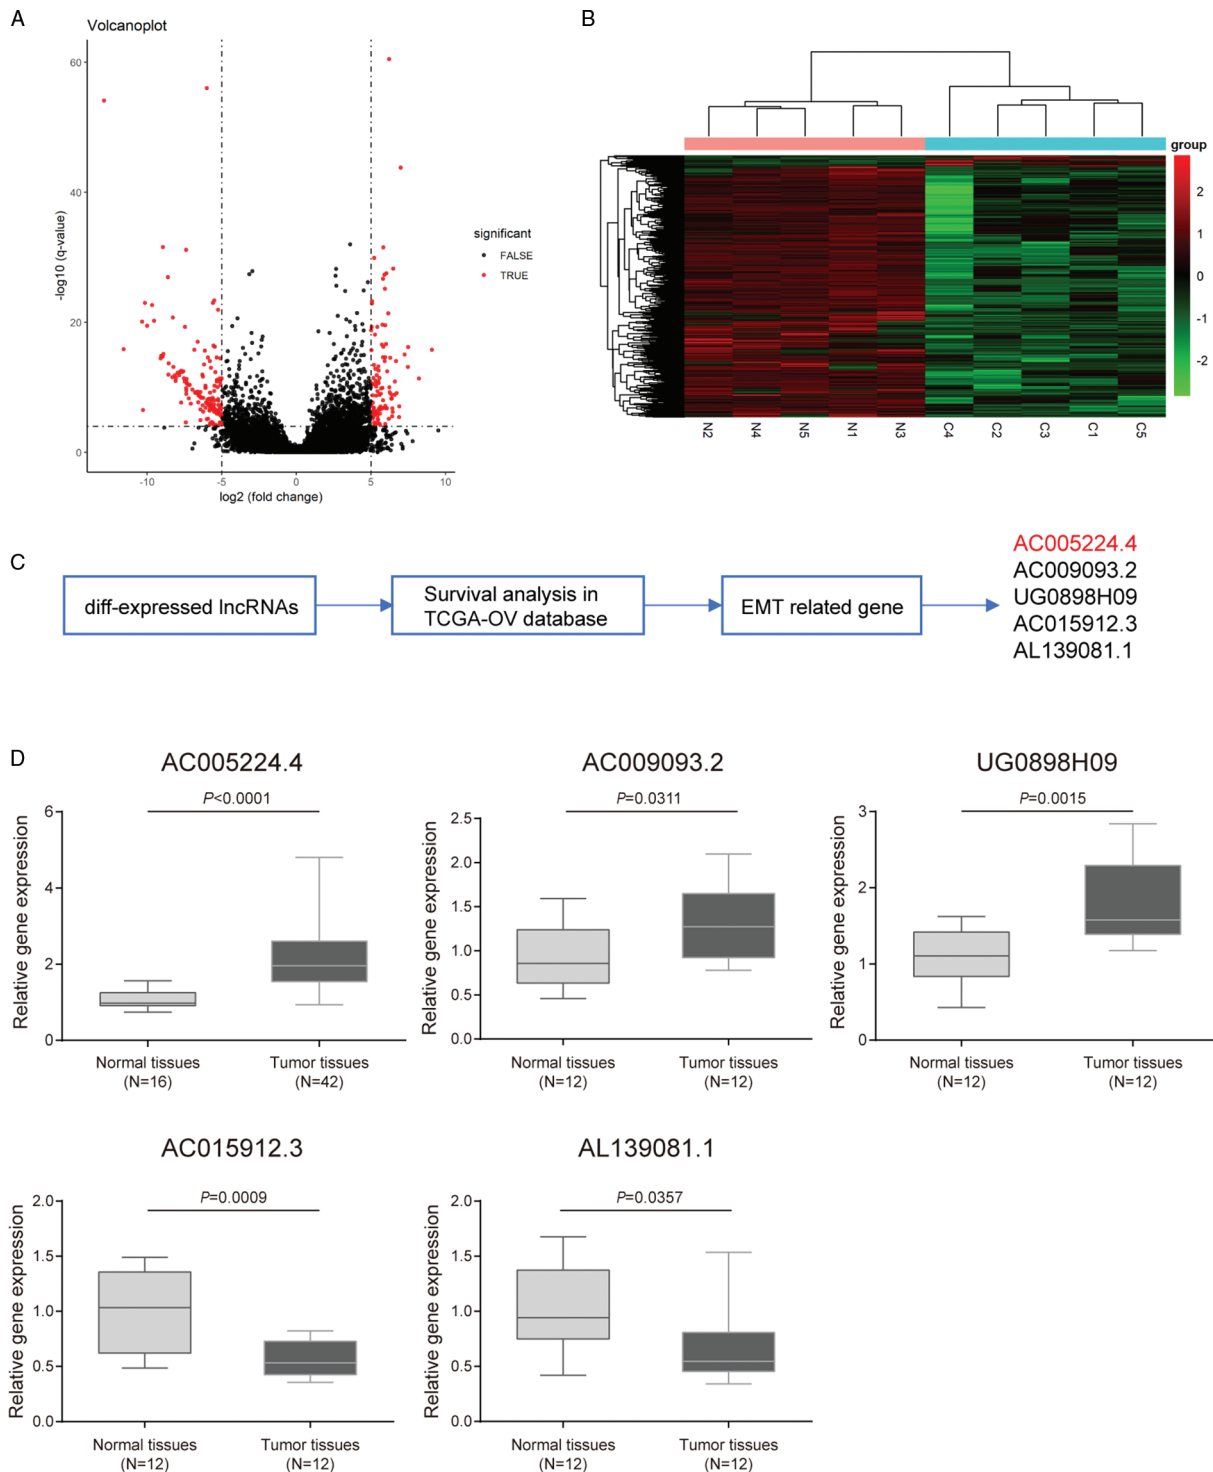 A
Volcanoplot
60
40
20
0
-log10 (q-value)
-10
-5
0
5
10
log2 (fold change)
significant
FALSE
TRUE
B
group
2
1
0
-1
-2
N2
N4
N5
N1
N3
C4
C2
C3
C1
C5
C
diff-expressed lncRNAs
Survival analysis in
TCGA-OV database
EMT related gene
AC005224.4
AC009093.2
UG0898H09
AC015912.3
AL139081.1
D
AC005224.4
P<0.0001
6
4
2
0
Relative gene expression
Normal tissues
(N=16)
Tumor tissues
(N=42)
AC009093.2
P=0.0311
2.5
2.0
1.5
1.0
0.5
0.0
Relative gene expression
Normal tissues
(N=12)
Tumor tissues
(N=12)
UG0898H09
P=0.0015
3
2
1
0
Relative gene expression
Normal tissues
(N=12)
Tumor tissues
(N=12)
AC015912.3
P=0.0009
2.0
1.5
1.0
0.5
0.0
Relative gene expression
Normal tissues
(N=12)
Tumor tissues
(N=12)
AL139081.1
P=0.0357
2.0
1.5
1.0
0.5
0.0
Relative gene expression
Normal tissues
(N=12)
Tumor tissues
(N=12)